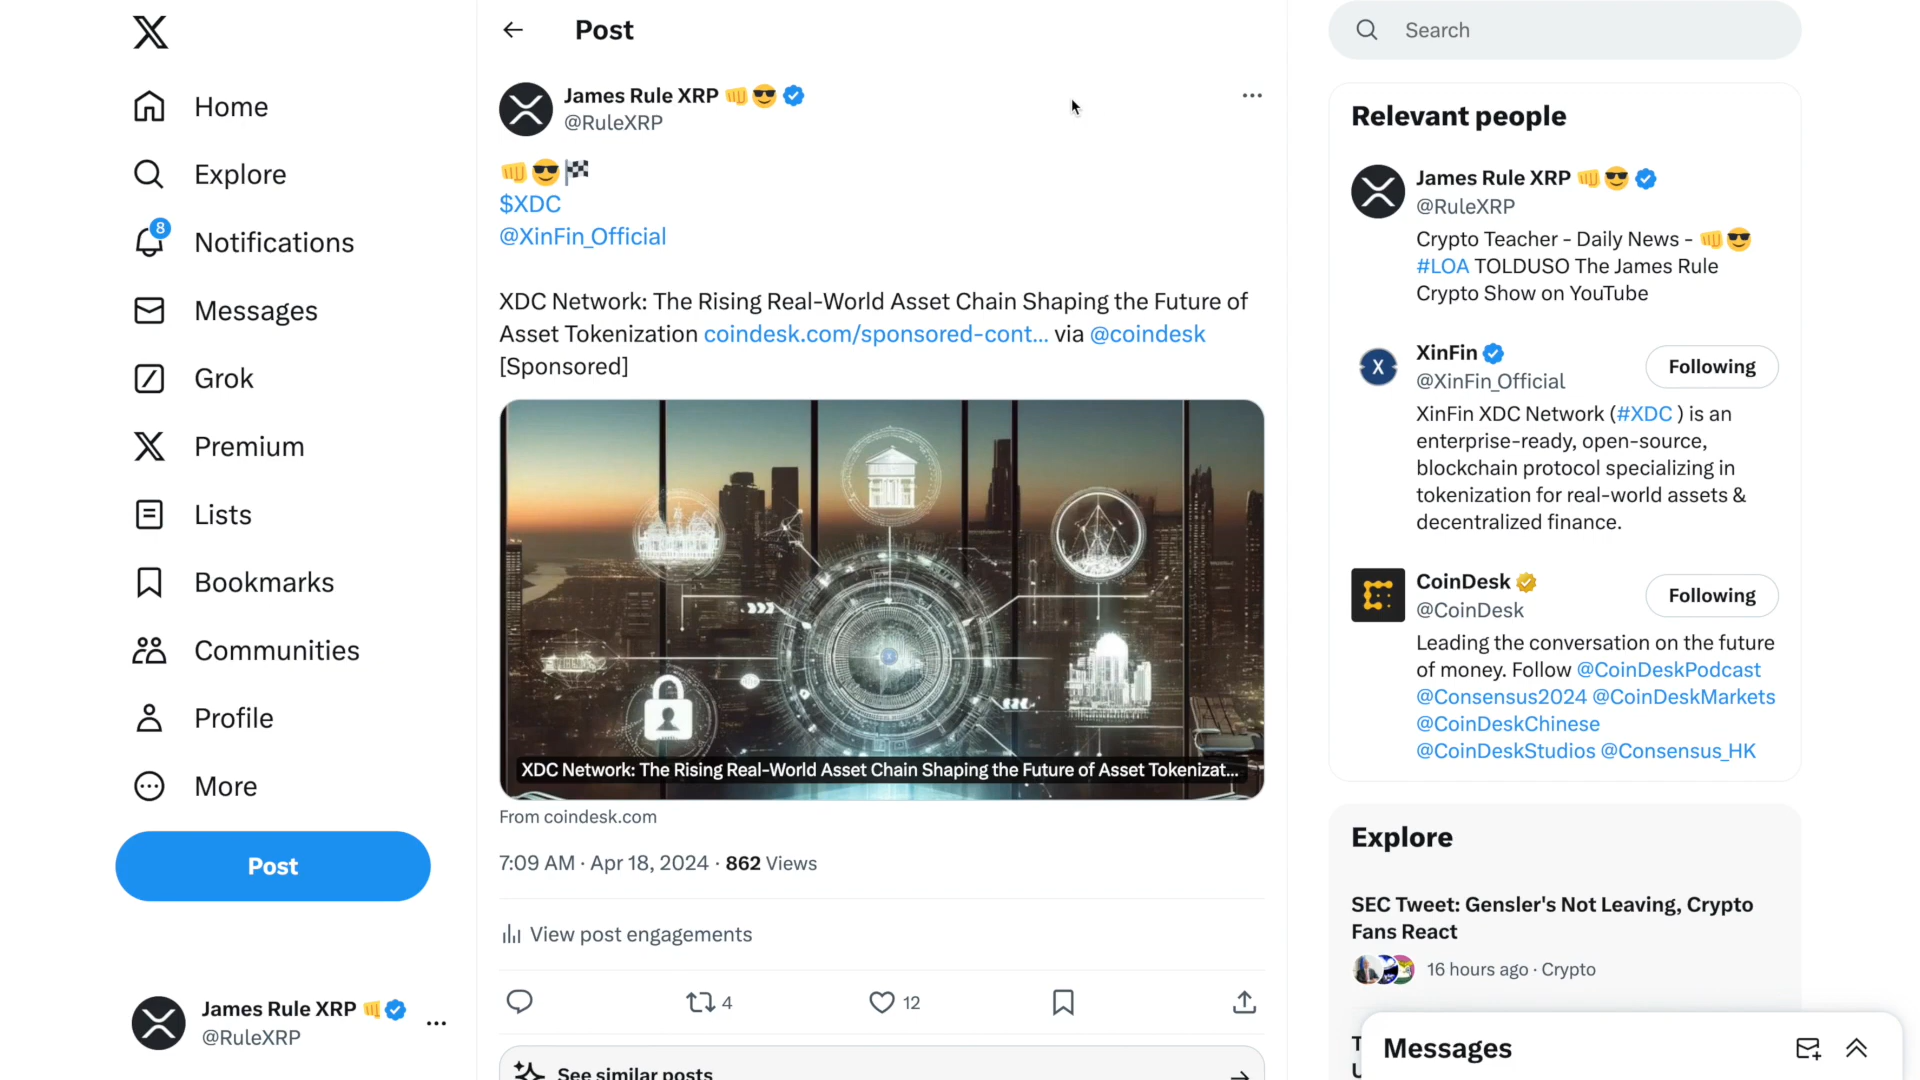 Home
Explore
8
Notifications
Messages
Grok
Premium
Lists
Bookmarks
Communities
Profile
More
Post
James Rule XRP 👊
@RuleXRP
Post
James Rule XRP 👊😎
@RuleXRP
👊😎🏁
$XDC
@XinFin_Official
XDC Network: The Rising Real-World Asset Chain Shaping the Future of
Asset Tokenization coindesk.com/sponsored-cont... via @coindesk
[Sponsored]
XDC Network: The Rising Real-World Asset Chain Shaping the Future of Asset Tokenizat...
From coindesk.com
7:09 AM · Apr 18, 2024 · 862 Views
View post engagements
4
12
See similar posts
Search
Relevant people
James Rule XRP 👊😎
@RuleXRP
Crypto Teacher - Daily News - 👊😎
#LOA TOLDUSO The James Rule
Crypto Show on YouTube
XinFin
@XinFin_Official
Following
XinFin XDC Network (#XDC ) is an
enterprise-ready, open-source,
blockchain protocol specializing in
tokenization for real-world assets &
decentralized finance.
CoinDesk
@CoinDesk
Following
Leading the conversation on the future
of money. Follow @CoinDeskPodcast
@Consensus2024 @CoinDeskMarkets
@CoinDeskChinese
@CoinDeskStudios @Consensus_HK
Explore
SEC Tweet: Gensler's Not Leaving, Crypto
Fans React
16 hours ago · Crypto
Messages